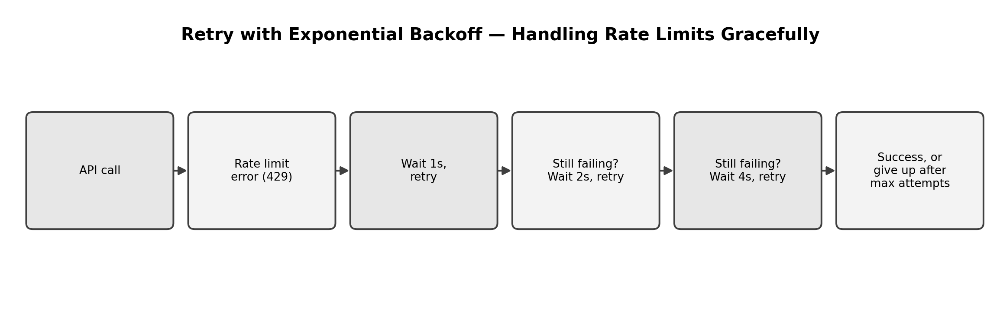 Retry with Exponential Backoff — Handling Rate Limits Gracefully
API call
Rate limit
error (429)
Wait 1s,
retry
Still failing?
Wait 2s, retry
Still failing?
Wait 4s, retry
Success, or
give up after
max attempts